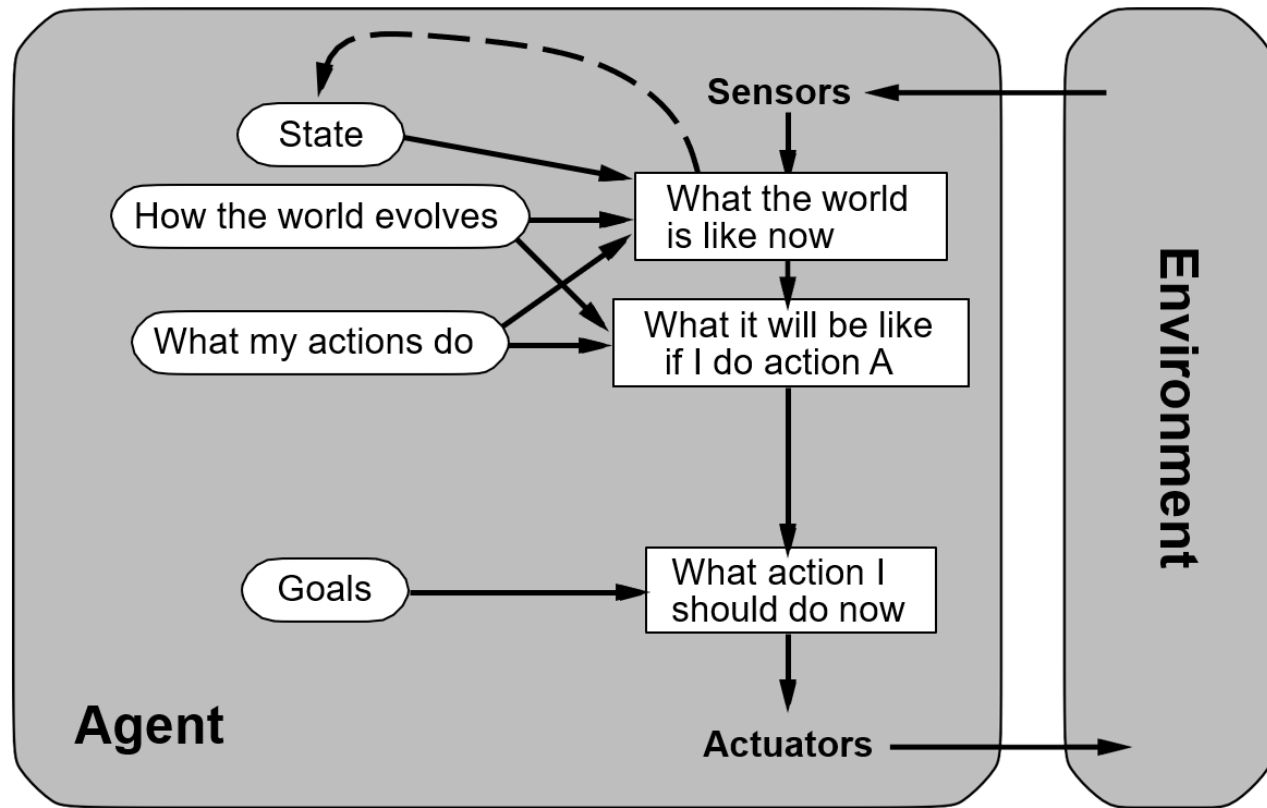 Sensors
State
What the world
is like now
How the world evolves
What it will be like
if I do action A
What my actions do
Goals
What action I
should do now
Agent
Actuators
Environment